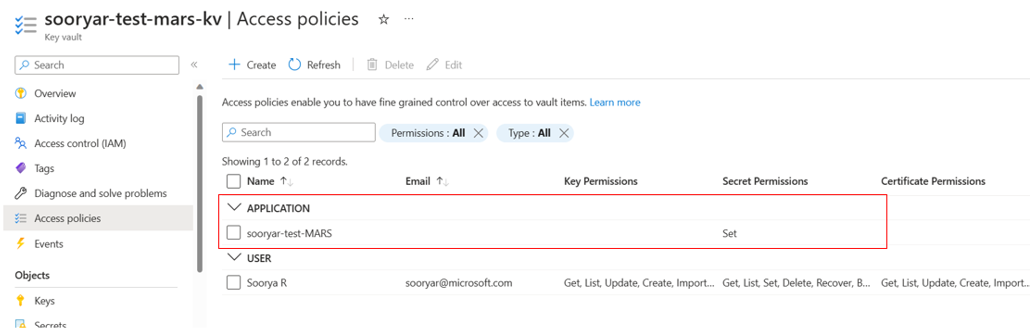 sooryar-test-mars-kv | Access policies ☆ ...
Key vault
Search «
Overview
Activity log
Access control (IAM)
Tags
Diagnose and solve problems
Access policies
Events
Objects
Keys
Secrets
+ Create Refresh Delete Edit
Access policies enable you to have fine grained control over access to vault items. Learn more
Search Permissions : All Type : All
Showing 1 to 2 of 2 records.
Name ↑↓ Email ↑↓ Key Permissions Secret Permissions Certificate Permissions
APPLICATION
sooryar-test-MARS Set
USER
Soorya R sooryar@microsoft.com Get, List, Update, Create, Import... Get, List, Set, Delete, Recover, B... Get, List, Update, Create, Import...